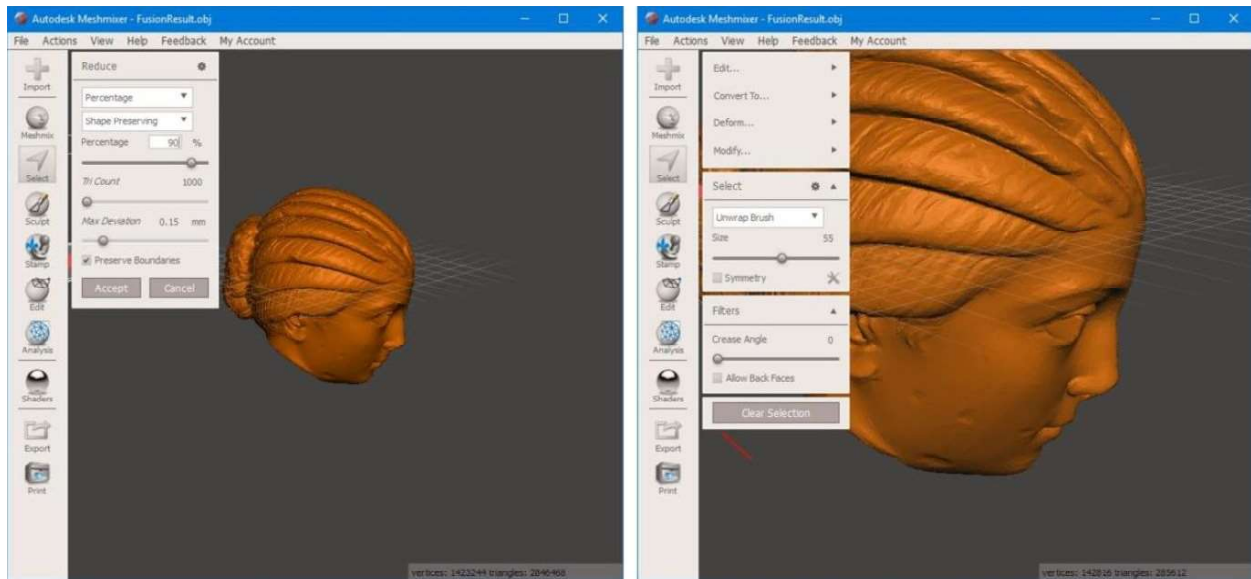 Autodesk Meshmixer - FusionResult.obj
File Actions View Help Feedback My Account
Import
Meshmix
Select
Sculpt
Stamp
Edit
Analysis
Shaders
Export
Print
Reduce
Percentage
Shape Preserving
Percentage 90 %
Tri Count 1000
Max Deviation 0.15 mm
Preserve Boundaries
Accept Cancel
vertices: 1423244 triangles: 2846468
Autodesk Meshmixer - FusionResult.obj
File Actions View Help Feedback My Account
Import
Meshmix
Select
Sculpt
Stamp
Edit
Analysis
Shaders
Export
Print
Edit...
Convert To...
Deform...
Modify...
Select
Unwrap Brush
Size 55
Symmetry
Filters
Crease Angle 0
Allow Back Faces
Clear Selection
vertices: 142816 triangles: 285612